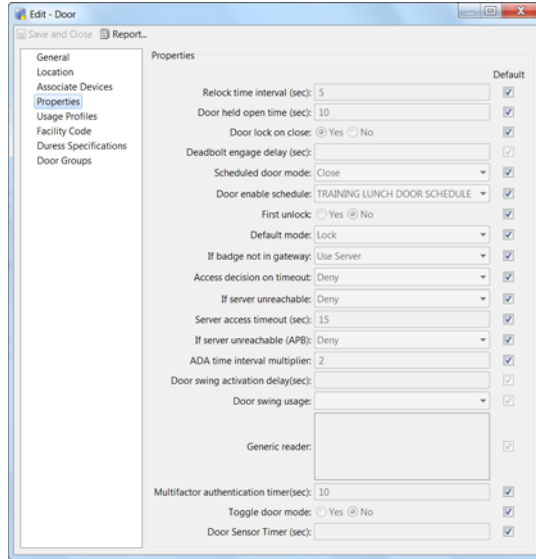 Edit - Door
Save and Close Report...
General
Location
Associate Devices
Properties
Usage Profiles
Facility Code
Duress Specifications
Door Groups
Properties
Default
Relock time interval (sec): 5
Door held open time (sec): 10
Door lock on close: Yes No
Deadbolt engage delay (sec):
Scheduled door mode: Close
Door enable schedule: TRAINING LUNCH DOOR SCHEDULE
First unlock: Yes No
Default mode: Lock
If badge not in gateway: Use Server
Access decision on timeout: Deny
If server unreachable: Deny
Server access timeout (sec): 15
If server unreachable (APB): Deny
ADA time interval multiplier: 2
Door swing activation delay(sec):
Door swing usage:
Generic reader:
Multifactor authentication timer(sec): 10
Toggle door mode: Yes No
Door Sensor Timer (sec):